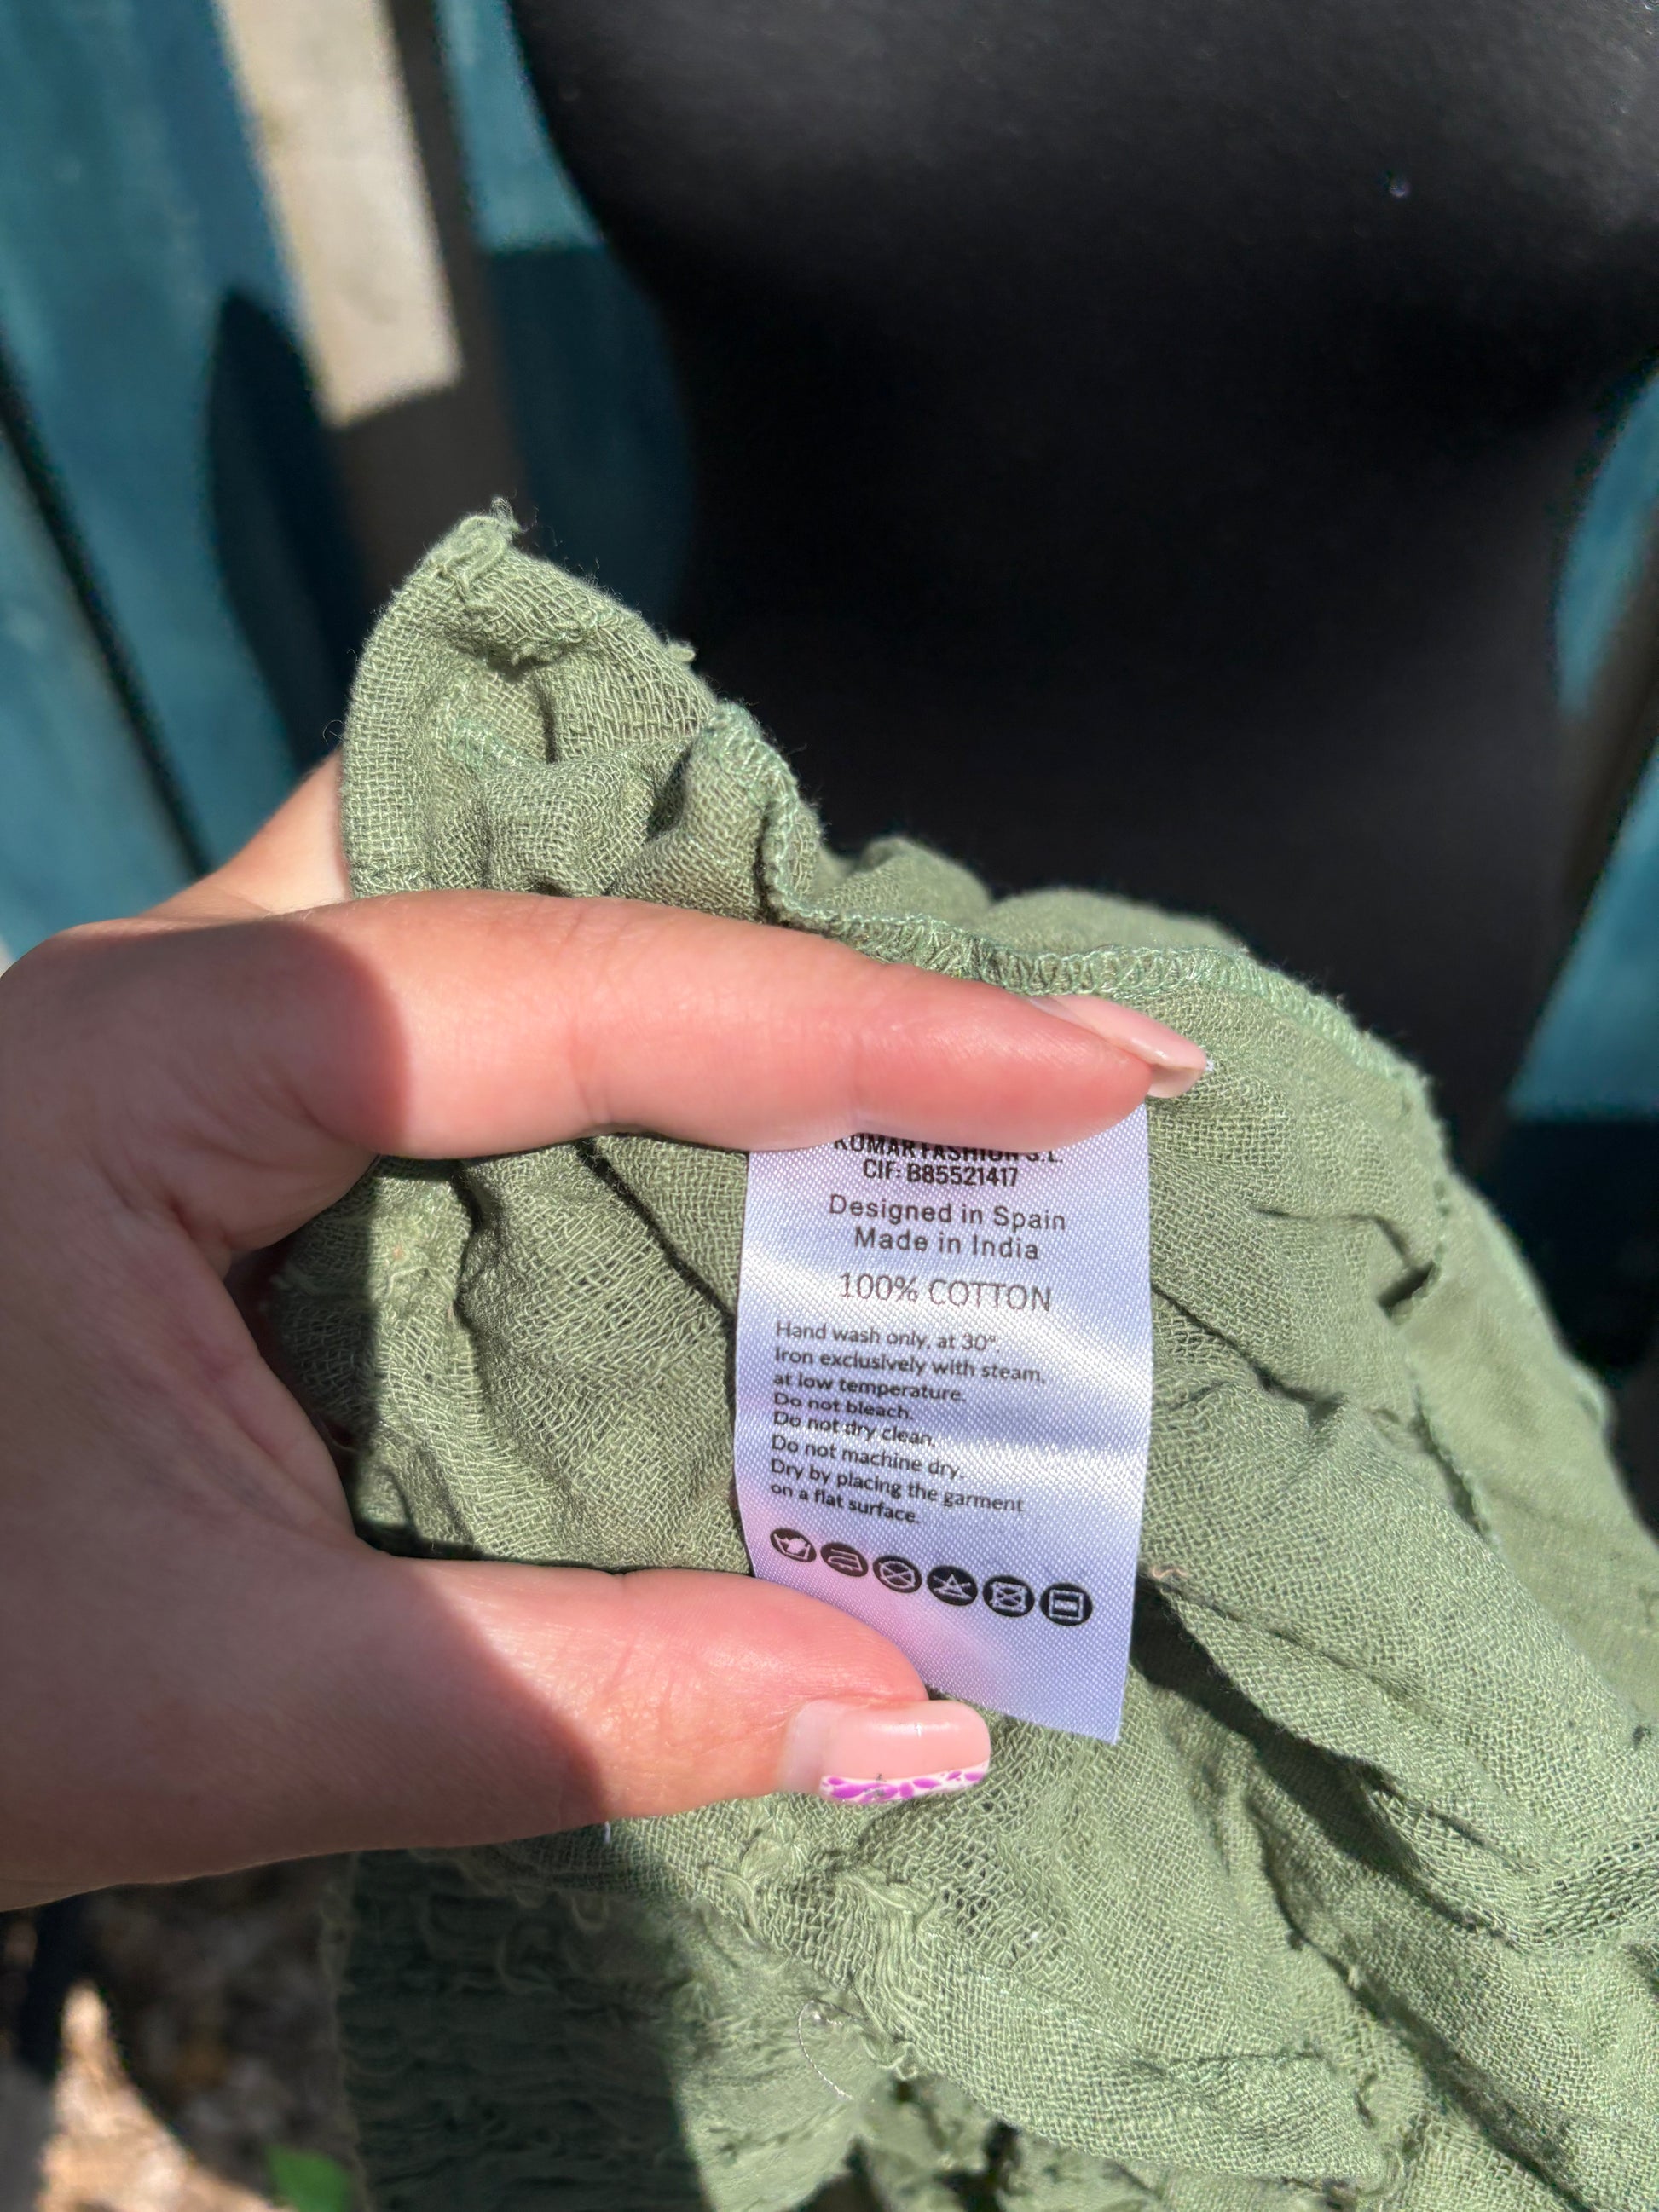 KUMAR FASHION S.L.
CIF: B85521417
Designed in Spain
Made in India
100% COTTON
Hand wash only, at 30°.
Iron exclusively with steam,
at low temperature.
Do not bleach.
Do not dry clean.
Do not machine dry.
Dry by placing the garment
on a flat surface.